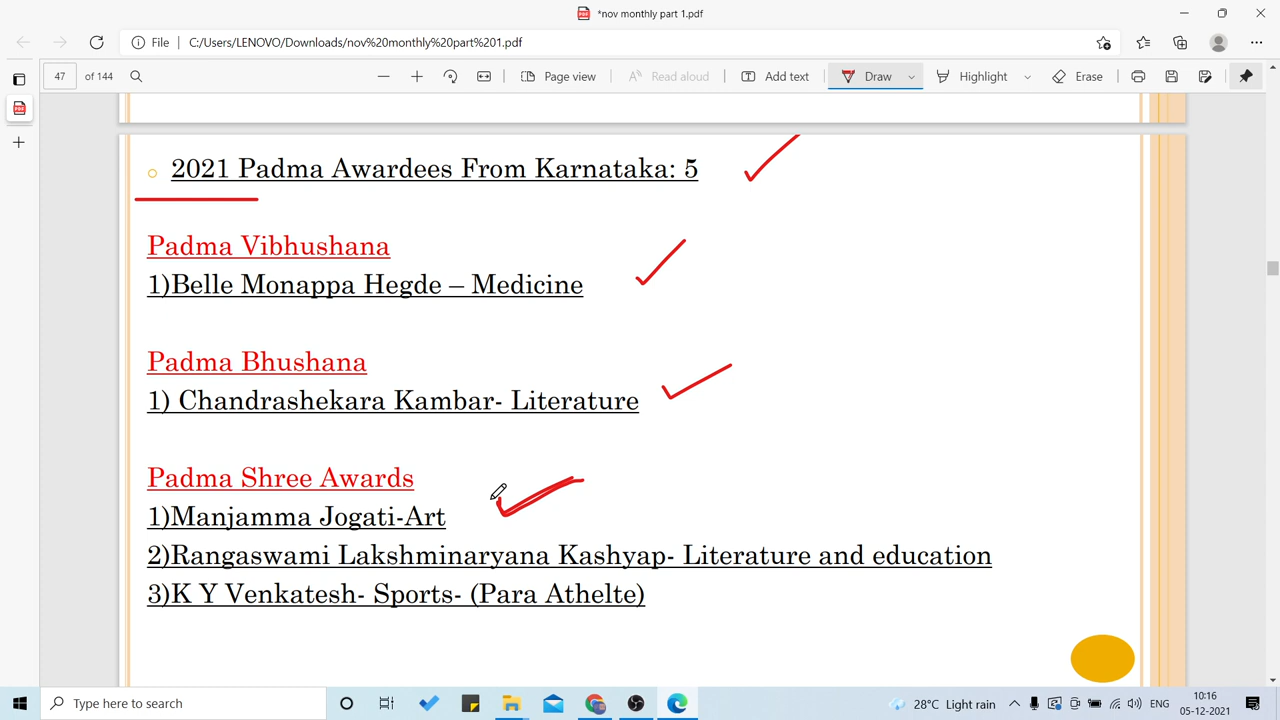 *nov monthly part 1.pdf
File
C:/Users/LENOVO/Downloads/nov%20monthly%20part%201.pdf
47 of 144
Page view
Read aloud
Add text
Draw
Highlight
Erase
2021 Padma Awardees From Karnataka: 5
Padma Vibhushana
1)Belle Monappa Hegde – Medicine
Padma Bhushana
1) Chandrashekara Kambar- Literature
Padma Shree Awards
1)Manjamma Jogati-Art
2)Rangaswami Lakshminaryana Kashyap- Literature and education
3)K Y Venkatesh- Sports- (Para Athelte)
Type here to search
28°C Light rain
ENG
10:16
05-12-2021